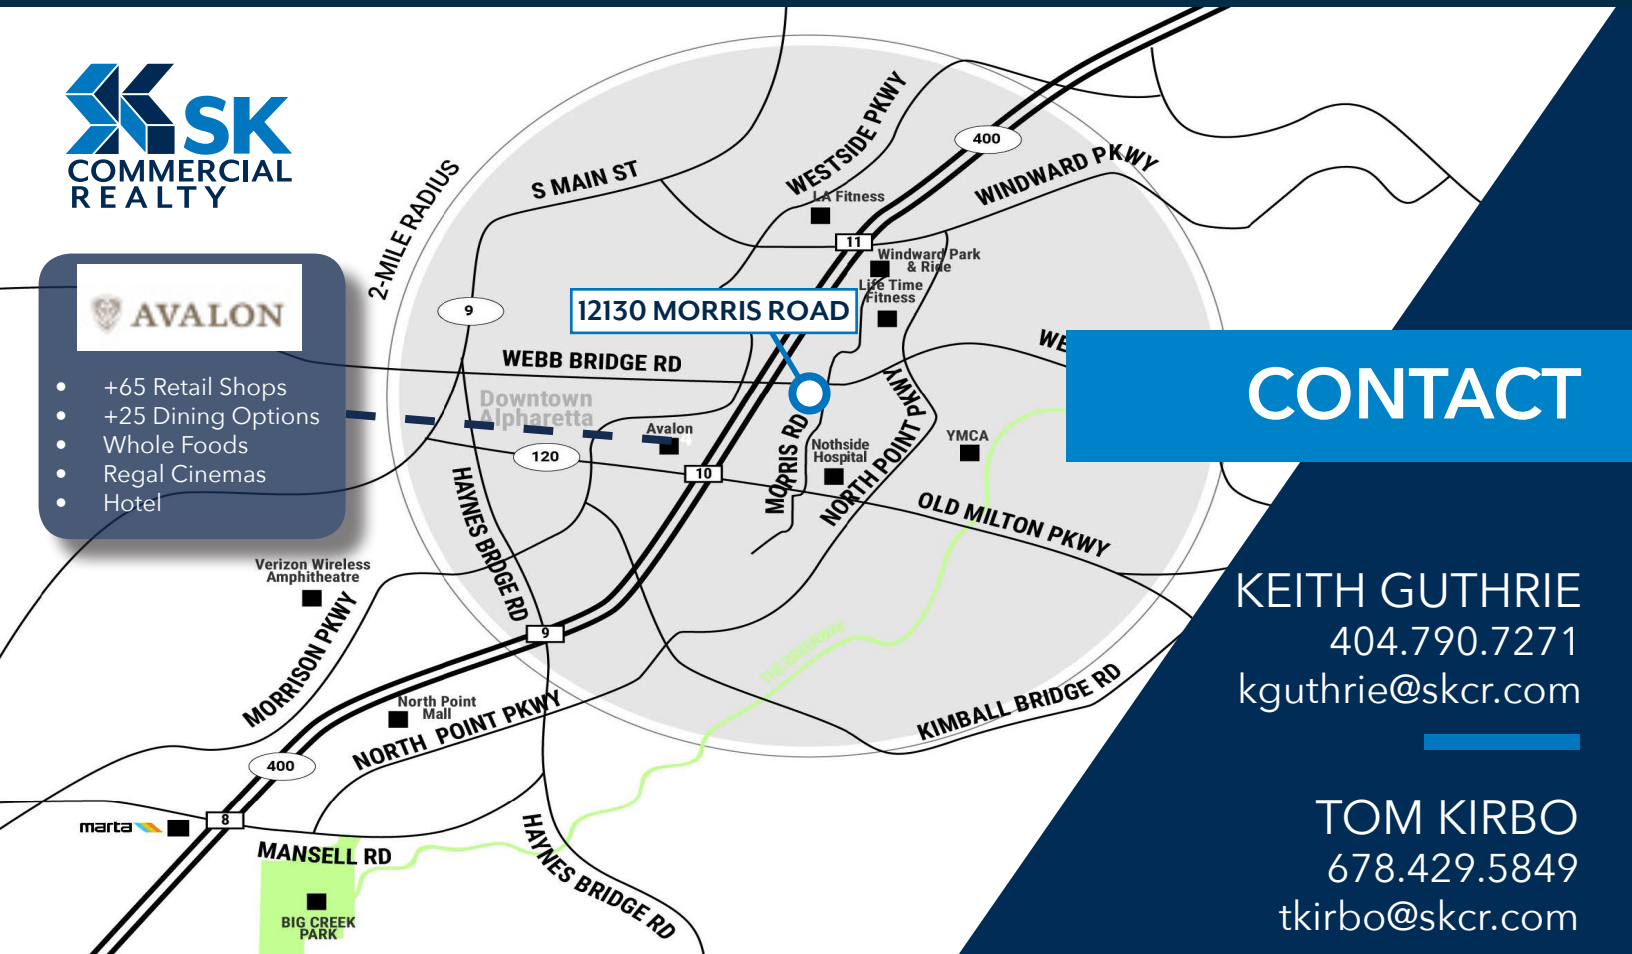 SK
COMMERCIAL
REALTY
AVALON
• +65 Retail Shops
• +25 Dining Options
• Whole Foods
• Regal Cinemas
• Hotel
2-MILE RADIUS
S MAIN ST
WESTSIDE PKWY
LA Fitness
400
WINDWARD PKWY
11
Windward Park
& Ride
Life Time
Fitness
9
12130 MORRIS ROAD
WEBB BRIDGE RD
WE
Downtown
Alpharetta
Avalon
120
10
MORRIS RD
Nothside
Hospital
NORTH POINT PKWY
YMCA
OLD MILTON PKWY
HAYNES BRDGE RD
Verizon Wireless
Amphitheatre
MORRISON PKWY
9
THE GREENWAY
KIMBALL BRIDGE RD
North Point
Mall
NORTH POINT PKWY
400
marta
8
MANSELL RD
HAYNES BRIDGE RD
BIG CREEK
PARK
CONTACT
KEITH GUTHRIE
404.790.7271
kguthrie@skcr.com
TOM KIRBO
678.429.5849
tkirbo@skcr.com